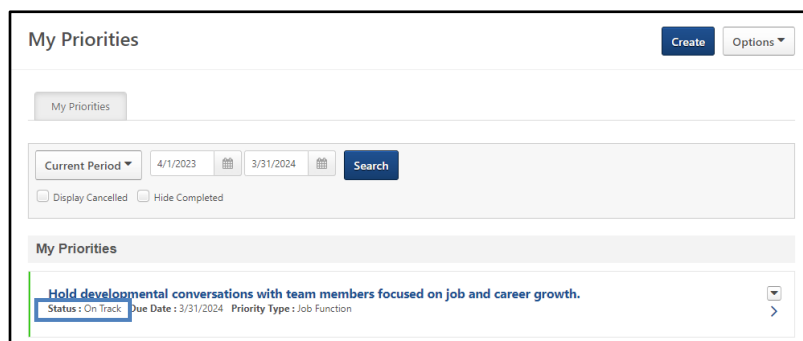 My Priorities
Create
Options
My Priorities
Current Period
4/1/2023
3/31/2024
Search
Display Cancelled
Hide Completed
My Priorities
Hold developmental conversations with team members focused on job and career growth.
Status : On Track Due Date : 3/31/2024 Priority Type : Job Function